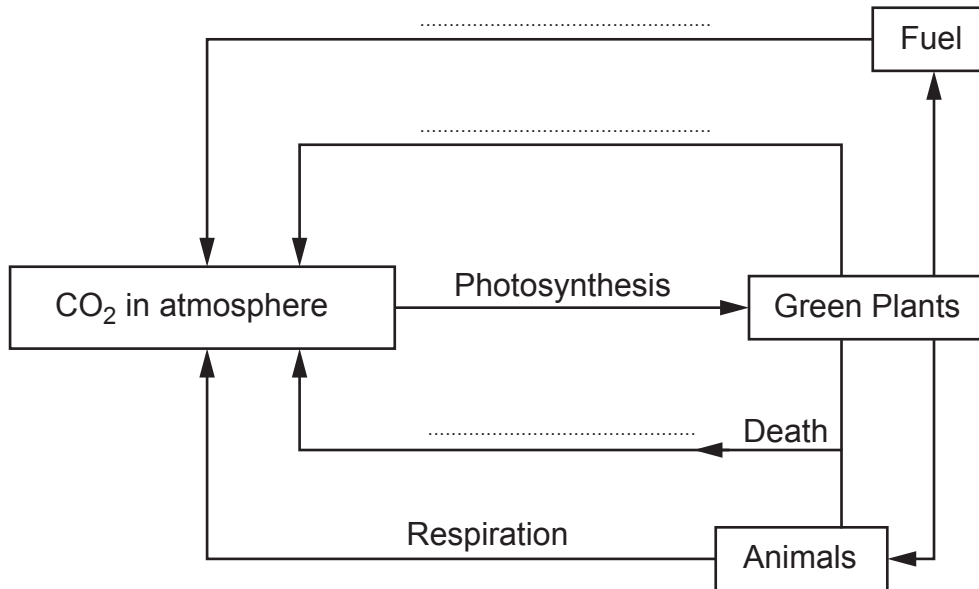 Fuel
CO₂ in atmosphere
Photosynthesis
Green Plants
Death
Respiration
Animals